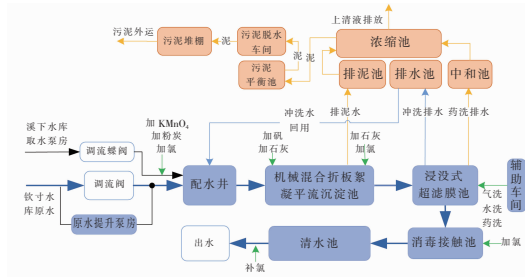 上清液排放
污泥外运
污泥堆棚
泥
污泥脱水
车间
泥
泥
污泥
平衡池
浓缩池
排泥池
排水池
中和池
加 KMnO₄
加粉炭
加氯
冲洗水
回用
加矾
加石灰
排泥水
加石灰
加氯
冲洗排水
药洗排水
溪下水库
取水泵房
调流蝶阀
钦寸水
库原水
调流阀
原水提升泵房
配水井
机械混合折板絮
凝平流沉淀池
浸没式
超滤膜池
气洗
水洗
药洗
辅助车间
出水
补氯
清水池
消毒接触池
加氯